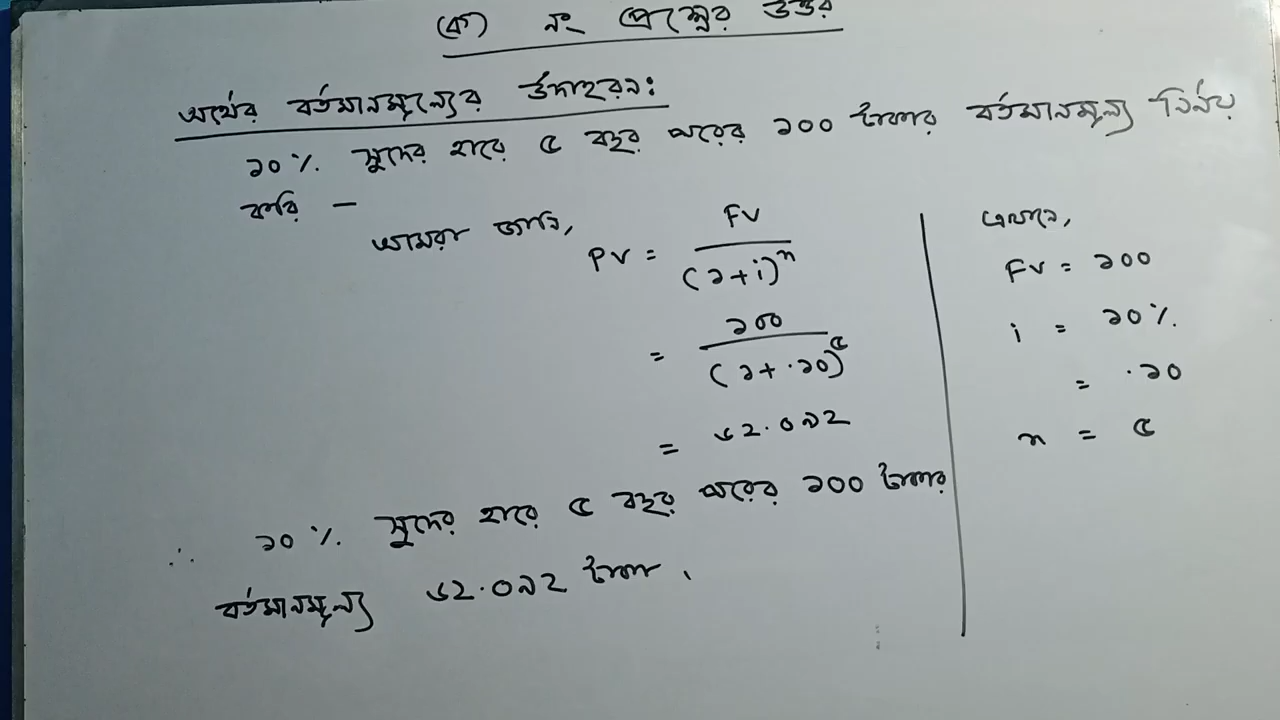 (ক) নং প্রশ্নের উত্তর
অর্থের বর্তমানমূল্যের উদাহরন:
১০% সুদের হারে ৫ বছর পরের ১০০ টাকার বর্তমানমূল্য নির্নয়
করি –
আমরা জানি,
PV = FV / (১+i)^n
= ১০০ / (১+.১০)^৫
= ৬২.০৯২
এখানে,
FV = ১০০
i = ১০%
= .১০
n = ৫
∴ ১০% সুদের হারে ৫ বছর পরের ১০০ টাকার
বর্তমানমূল্য ৬২.০৯২ টাকা।